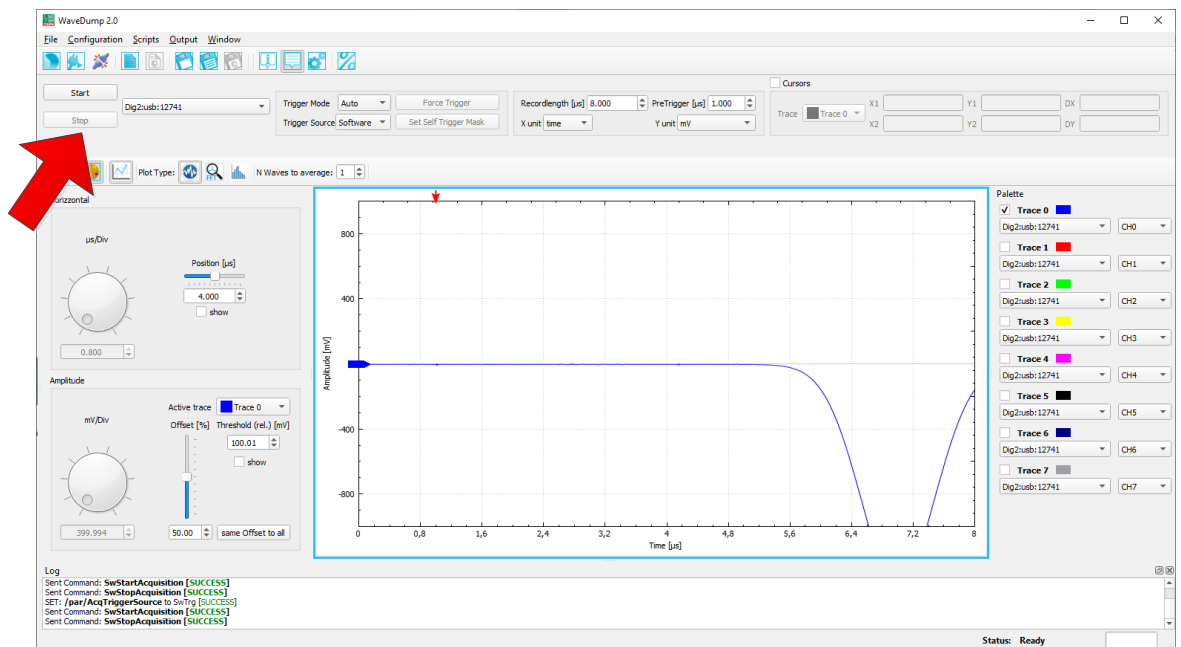 WaveDump 2.0
File Configuration Scripts Output Window
Start
Stop
Dig2:usb:12741
Trigger Mode Auto Force Trigger
Trigger Source Software Set Self Trigger Mask
Recordlength [µs] 8.000 PreTrigger [µs] 1.000
X unit time Y unit mV
Cursors
Trace Trace 0 X1 Y1 DX
X2 Y2 DY
Plot Type: FFT N Waves to average: 1
orizzontal
µs/Div
Position [µs]
4.000
show
0.800
Amplitude
mV/Div
Active trace Trace 0
Offset [%] Threshold (rel.) [mV]
100.01
show
399.994
50.00 same Offset to all
Amplitude [mV]
800
400
0
-400
-800
0 0,8 1,6 2,4 3,2 4 4,8 5,6 6,4 7,2 8
Time [µs]
Palette
Trace 0
Dig2:usb:12741 CH0
Trace 1
Dig2:usb:12741 CH1
Trace 2
Dig2:usb:12741 CH2
Trace 3
Dig2:usb:12741 CH3
Trace 4
Dig2:usb:12741 CH4
Trace 5
Dig2:usb:12741 CH5
Trace 6
Dig2:usb:12741 CH6
Trace 7
Dig2:usb:12741 CH7
Log
Sent Command: SwStartAcquisition [SUCCESS]
Sent Command: SwStopAcquisition [SUCCESS]
SET: /par/AcqTriggerSource to SwTrg [SUCCESS]
Sent Command: SwStartAcquisition [SUCCESS]
Sent Command: SwStopAcquisition [SUCCESS]
Status: Ready